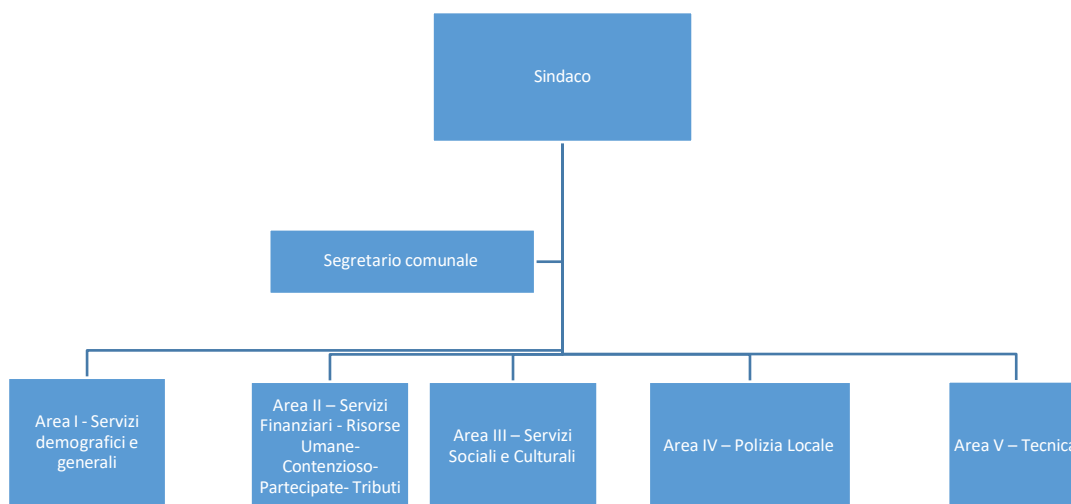 Sindaco
Segretario comunale
Area I - Servizi
demografici e
generali
Area II – Servizi
Finanziari - Risorse
Umane-
Contenzioso-
Partecipate- Tributi
Area III – Servizi
Sociali e Culturali
Area IV – Polizia Locale
Area V – Tecnica